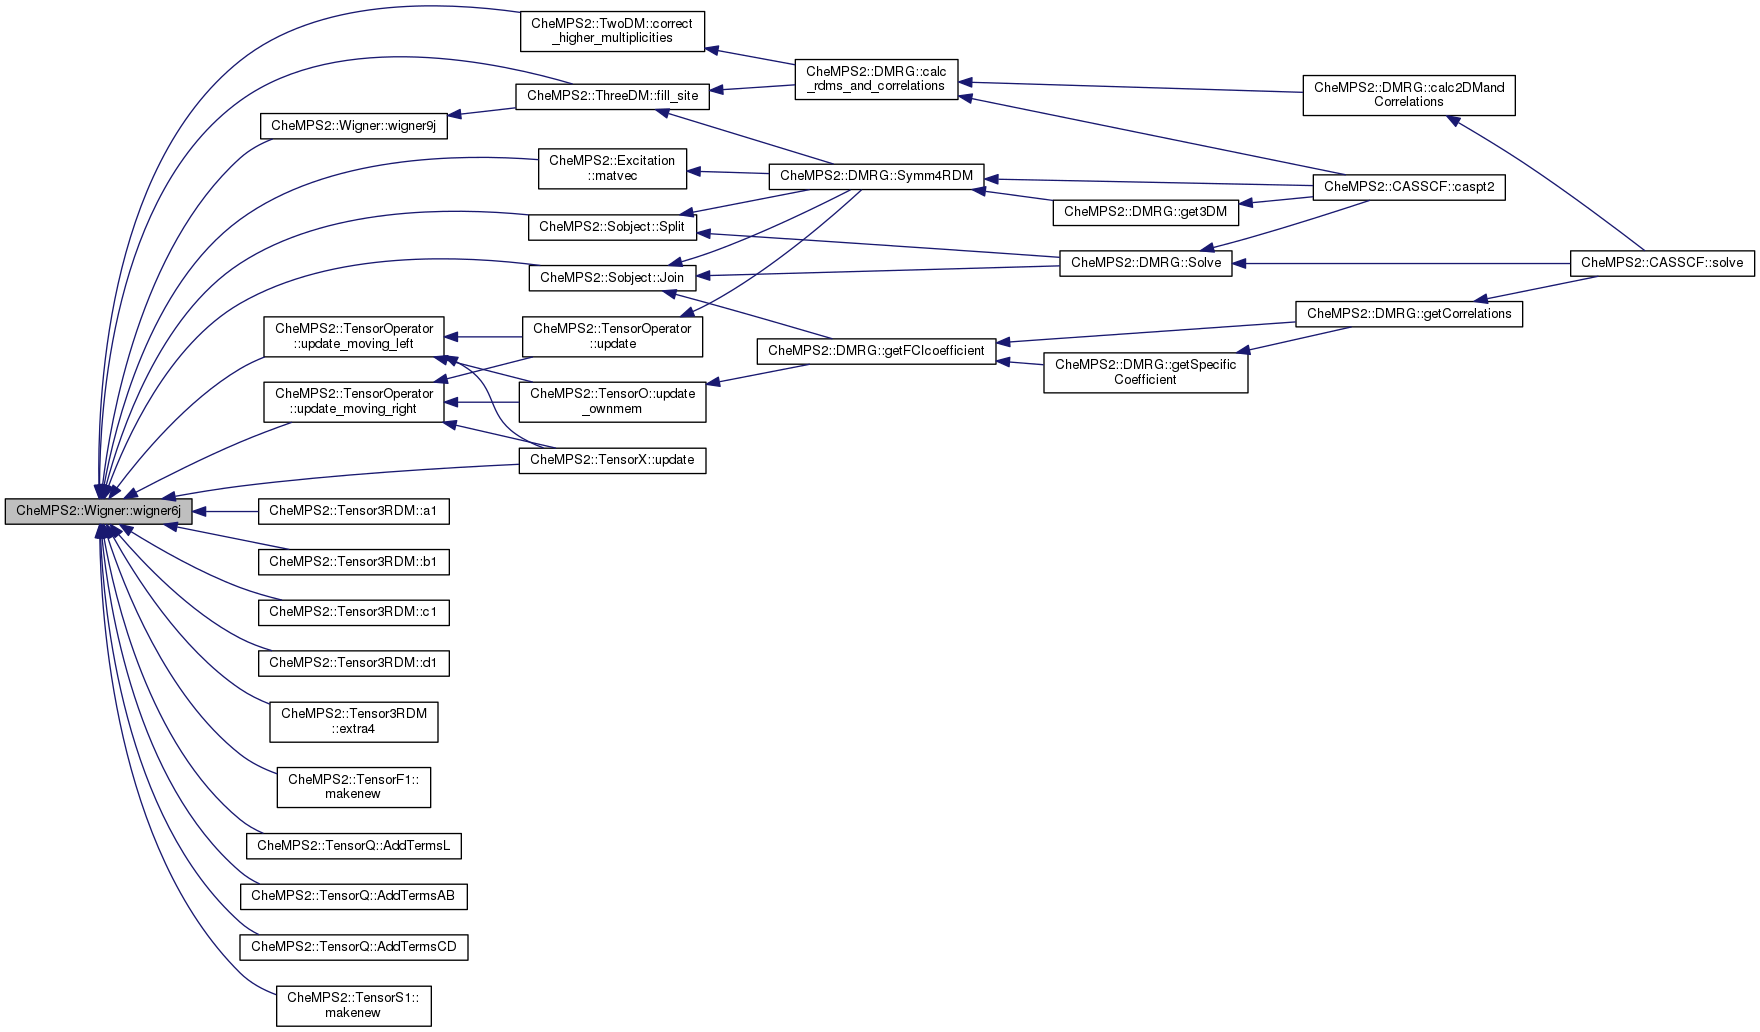 CheMPS2::Wigner::wigner6j
CheMPS2::TwoDM::correct
_higher_multiplicities
CheMPS2::DMRG::calc
_rdms_and_correlations
CheMPS2::DMRG::calc2DMand
Correlations
CheMPS2::ThreeDM::fill_site
CheMPS2::Wigner::wigner9j
CheMPS2::Excitation
::matvec
CheMPS2::DMRG::Symm4RDM
CheMPS2::CASSCF::caspt2
CheMPS2::DMRG::get3DM
CheMPS2::Sobject::Split
CheMPS2::DMRG::Solve
CheMPS2::CASSCF::solve
CheMPS2::Sobject::Join
CheMPS2::DMRG::getCorrelations
CheMPS2::TensorOperator
::update_moving_left
CheMPS2::TensorOperator
::update
CheMPS2::DMRG::getFCIcoefficient
CheMPS2::DMRG::getSpecific
Coefficient
CheMPS2::TensorOperator
::update_moving_right
CheMPS2::TensorO::update
_ownmem
CheMPS2::TensorX::update
CheMPS2::Tensor3RDM::a1
CheMPS2::Tensor3RDM::b1
CheMPS2::Tensor3RDM::c1
CheMPS2::Tensor3RDM::d1
CheMPS2::Tensor3RDM
::extra4
CheMPS2::TensorF1::
makenew
CheMPS2::TensorQ::AddTermsL
CheMPS2::TensorQ::AddTermsAB
CheMPS2::TensorQ::AddTermsCD
CheMPS2::TensorS1::
makenew